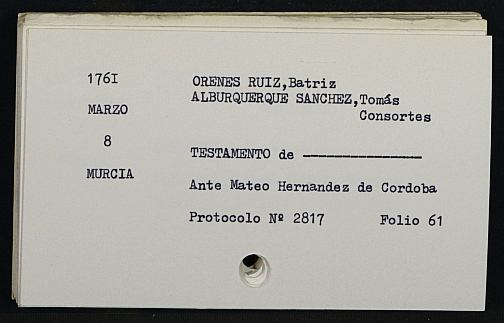 176I
MARZO
8
MURCIA
ORENES RUIZ,Batriz
ALBURQUERQUE SANCHEZ,Tomás
Consortes
TESTAMENTO de ---------------
Ante Mateo Hernandez de Cordoba
Protocolo Nº 2817 Folio 61